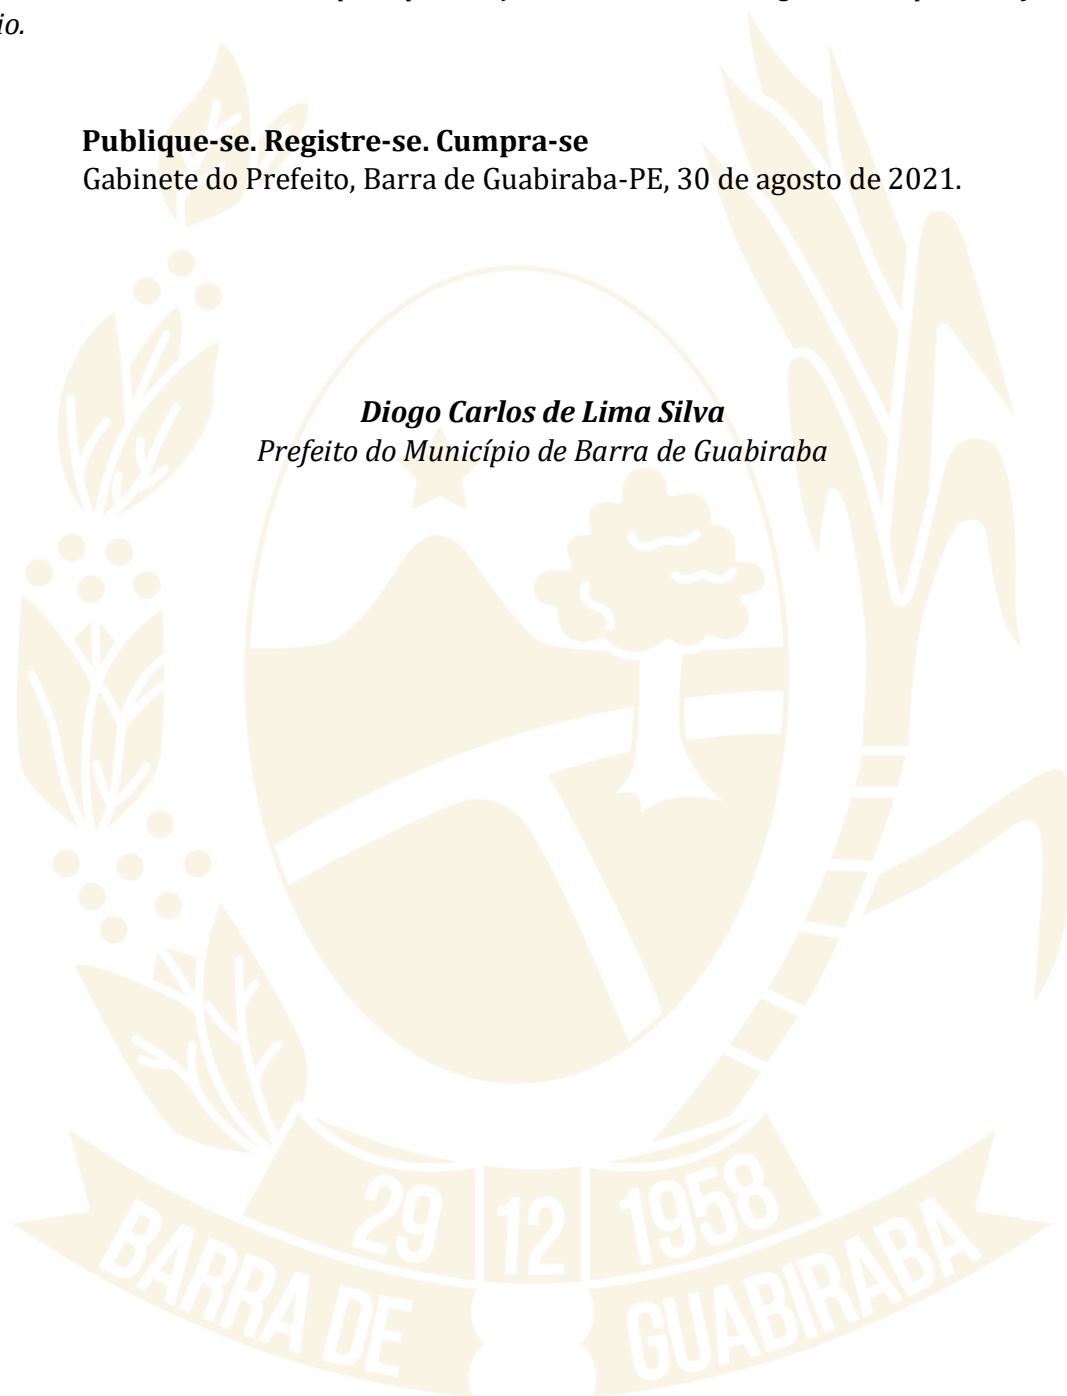 io.
Publique-se. Registre-se. Cumpra-se
Gabinete do Prefeito, Barra de Guabiraba-PE, 30 de agosto de 2021.
Diogo Carlos de Lima Silva
Prefeito do Município de Barra de Guabiraba
29 12 1958
BARRA DE GUABIRABA